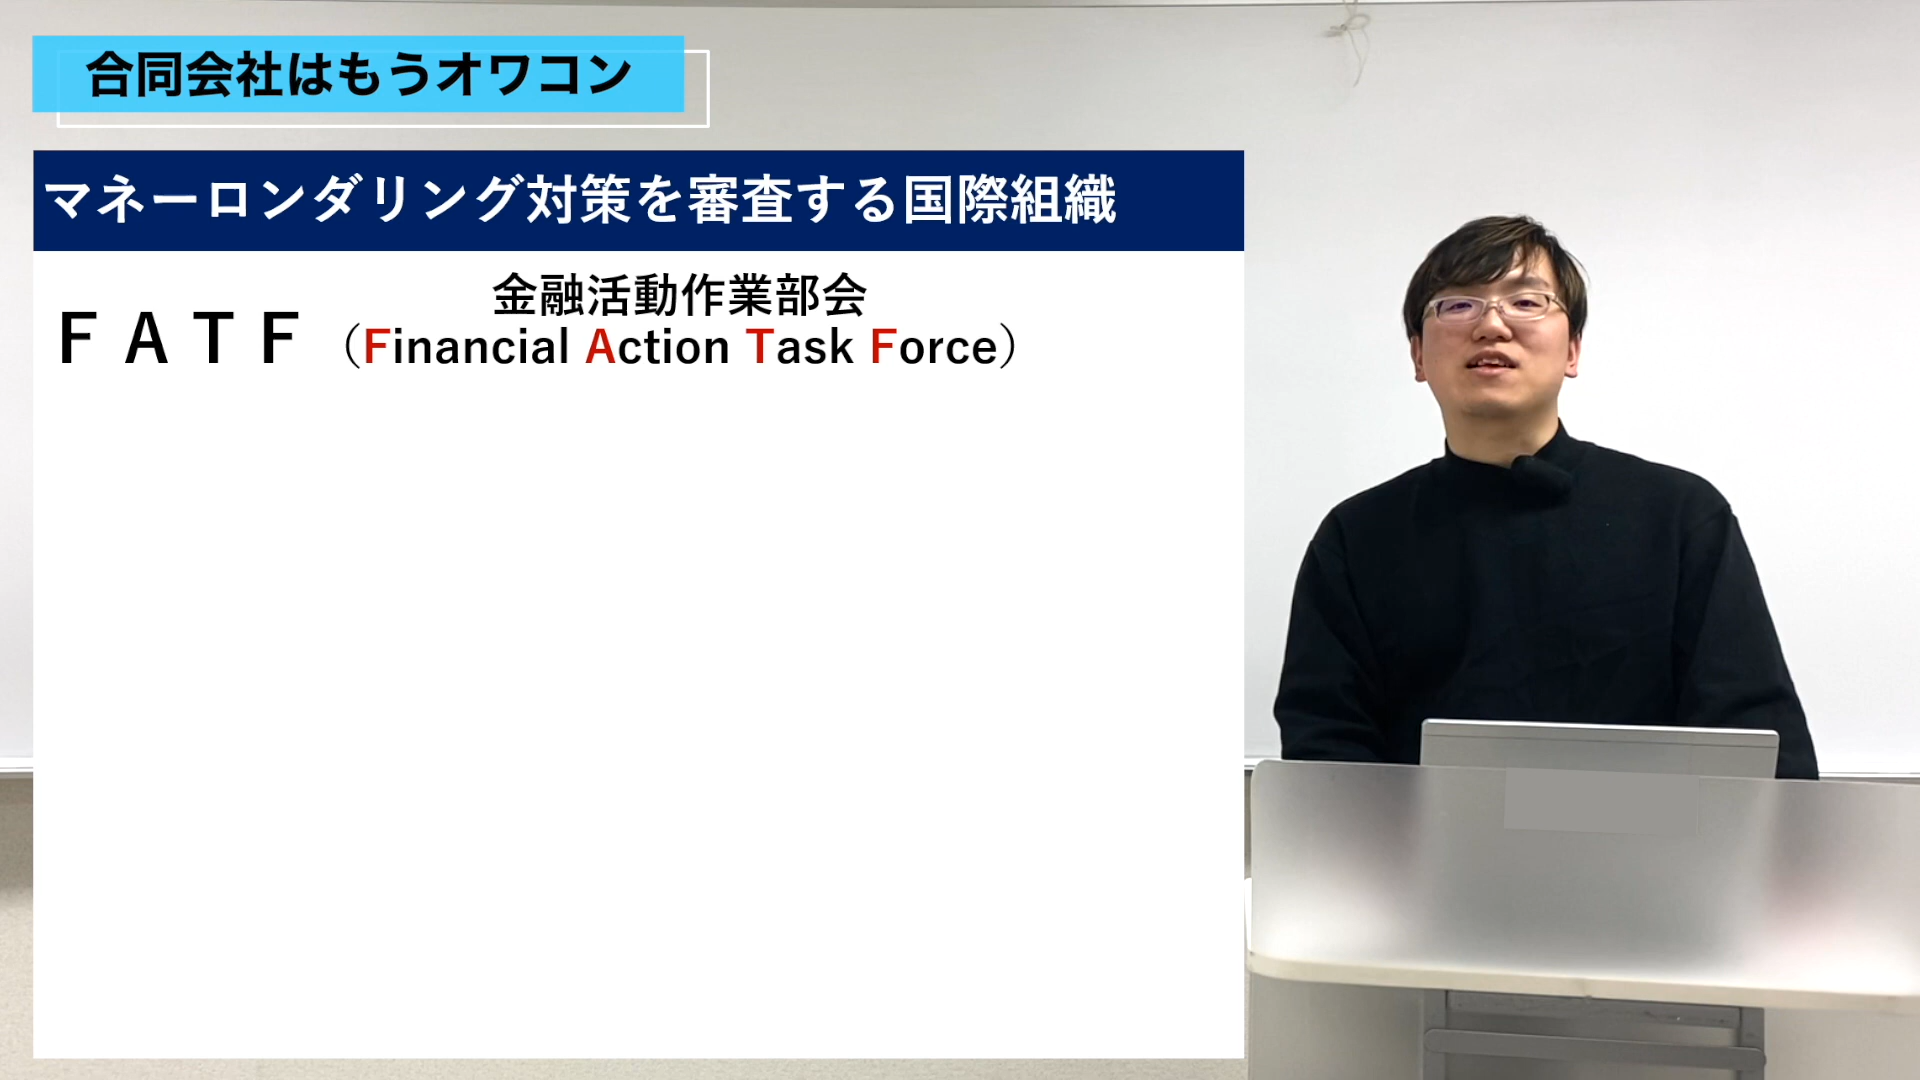 合同会社はもうオワコン
マネーロンダリング対策を審査する国際組織
金融活動作業部会
ＦＡＴＦ（Financial Action Task Force）